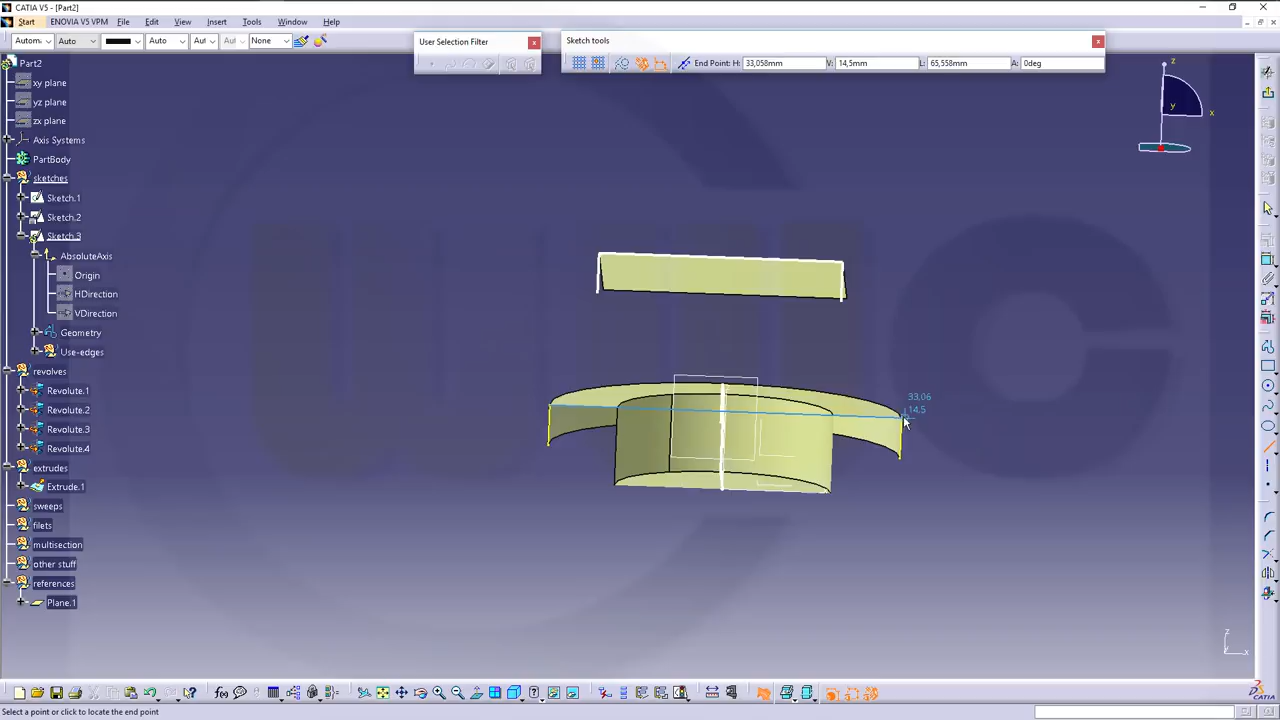 CATIA V5 - [Part2]
Start ENOVIA V5 VPM File Edit View Insert Tools Window Help
Autom Auto Auto Aut Aut None
User Selection Filter
Sketch tools
End Point: H: 33,058mm V: 14,5mm L: 65,558mm A: 0deg
Part2
xy plane
yz plane
zx plane
Axis Systems
PartBody
sketches
Sketch.1
Sketch.2
Sketch.3
AbsoluteAxis
Origin
HDirection
VDirection
Geometry
Use-edges
revolves
Revolute.1
Revolute.2
Revolute.3
Revolute.4
extrudes
Extrude.1
sweeps
filets
multisection
other stuff
references
Plane.1
z
y
x
33,06
14,5
z
x
CATIA
Select a point or click to locate the end point